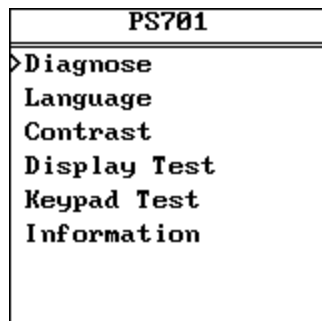 PS701
>Diagnose
Language
Contrast
Display Test
Keypad Test
Information